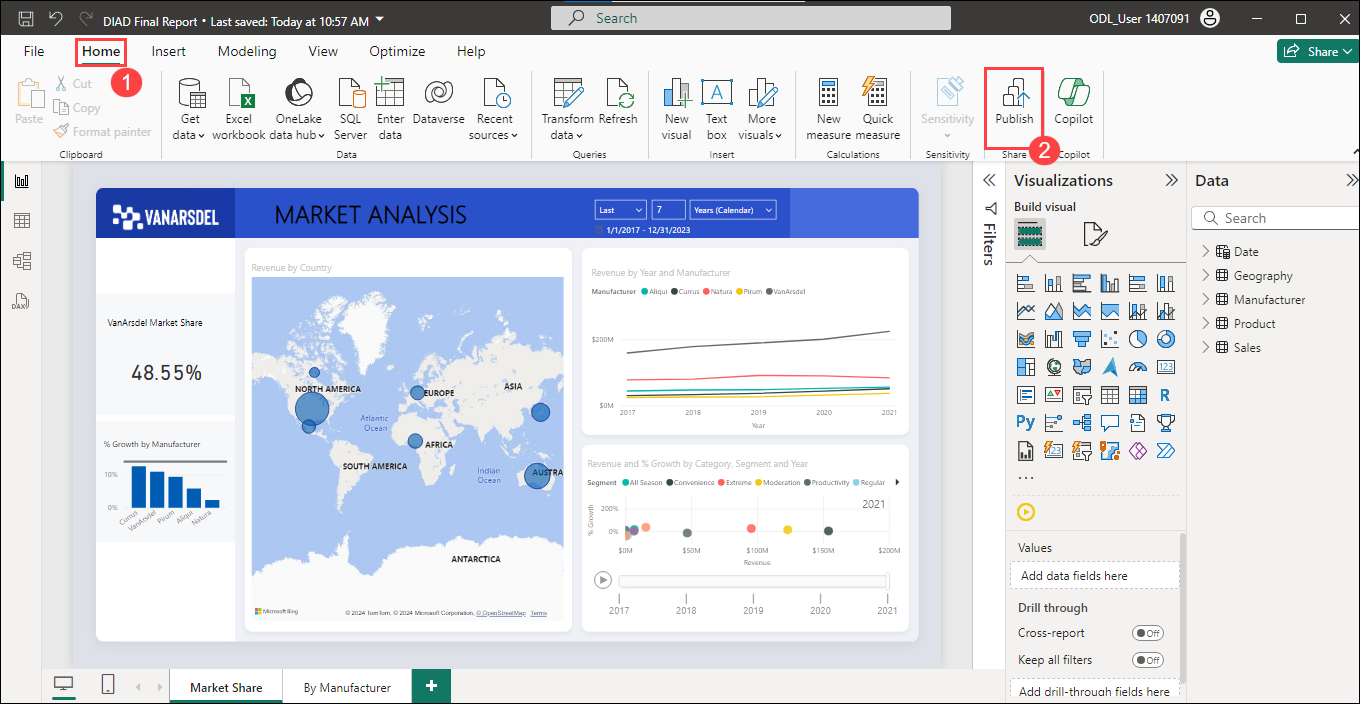 DIAD Final Report • Last saved: Today at 10:57 AM
Search
ODL_User 1407091
File Home Insert Modeling View Optimize Help
Share
1
Paste
Cut
Copy
Format painter
Clipboard
Get data
Excel workbook
OneLake data hub
SQL Server
Enter data
Dataverse
Recent sources
Data
Transform data
Refresh
Queries
New visual
Text box
More visuals
Insert
New measure
Quick measure
Calculations
Sensitivity
Sensitivity
Publish
Share
2
Copilot
Copilot
VANARSDEL
MARKET ANALYSIS
Last 7 Years (Calendar)
1/1/2017 - 12/31/2023
VanArsdel Market Share
48.55%
% Growth by Manufacturer
10%
0%
Currus VanArsdel Pirum Aliqui Natura
Revenue by Country
NORTH AMERICA
EUROPE
ASIA
Atlantic
Ocean
AFRICA
SOUTH AMERICA
Indian
Ocean
AUSTRA
ANTARCTICA
Microsoft Bing
© 2024 TomTom, © 2024 Microsoft Corporation, © OpenStreetMap Terms
Revenue by Year and Manufacturer
Manufacturer Aliqui Currus Natura Pirum VanArsdel
$200M
$0M
2017 2018 2019 2020 2021
Year
Revenue and % Growth by Category, Segment and Year
Segment All Season Convenience Extreme Moderation Productivity Regular
2021
% Growth
200%
0%
$0M $50M $100M $150M $200M
Revenue
2017 2018 2019 2020 2021
Filters
Visualizations
Build visual
123
R
Py
123
...
Values
Add data fields here
Drill through
Cross-report Off
Keep all filters Off
Add drill-through fields here
Data
Search
Date
Geography
Manufacturer
Product
Sales
DAX
Market Share
By Manufacturer
+